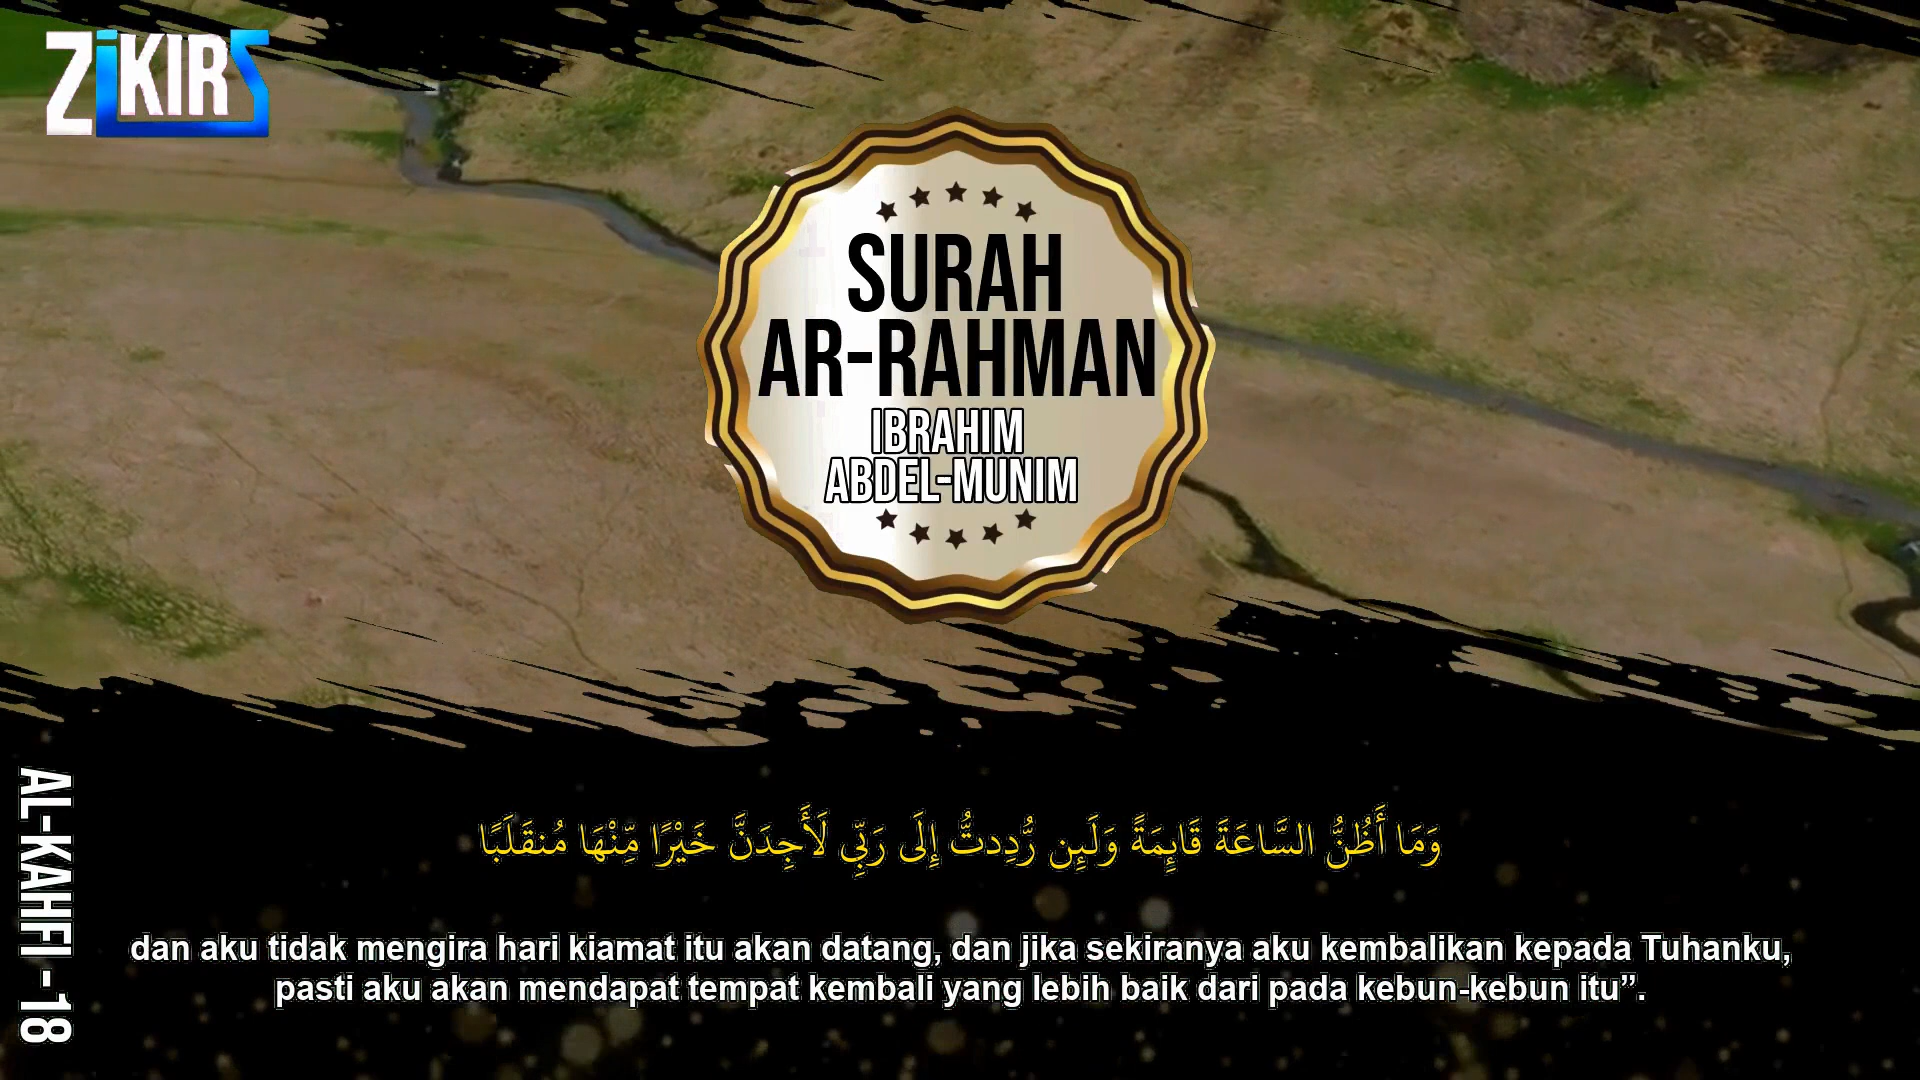 ZiKIRS
SURAH
AR-RAHMAN
IBRAHIM
ABDEL-MUNIM
AL-KAHFI - 18
وَمَا أَظُنُّ السَّاعَةَ قَائِمَةً وَلَئِن رُّدِدتُّ إِلَى رَبِّي لَأَجِدَنَّ خَيْرًا مِّنْهَا مُنقَلَبًا
dan aku tidak mengira hari kiamat itu akan datang, dan jika sekiranya aku kembalikan kepada Tuhanku,
pasti aku akan mendapat tempat kembali yang lebih baik dari pada kebun-kebun itu”.